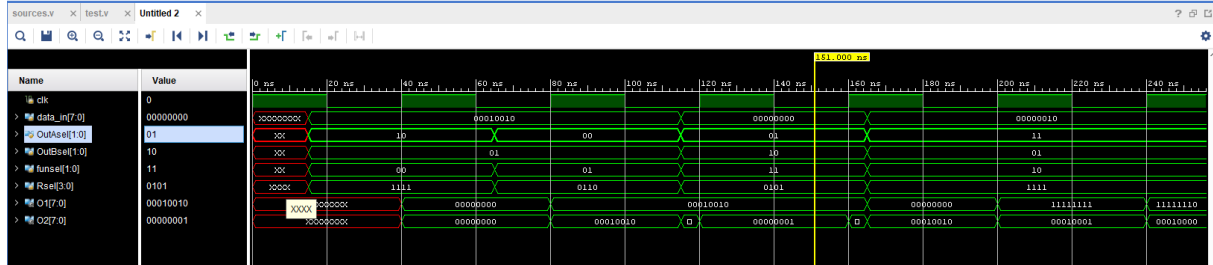 sources.v × test.v × Untitled 2 ×
151.000 ns
Name Value 0 ns 20 ns 40 ns 60 ns 80 ns 100 ns 120 ns 140 ns 160 ns 180 ns 200 ns 220 ns 240 ns
clk 0
data_in[7:0] 00000000 XXXXXXXX 00010010 00000000 00000010
OutAsel[1:0] 01 XX 10 00 01 11
OutBsel[1:0] 10 XX 01 10 01
funsel[1:0] 11 XX 00 01 11 10
Rsel[3:0] 0101 XXXX 1111 0110 0101 1111
O1[7:0] 00010010 XXXX 00000000 00010010 00000000 11111111 11111110
O2[7:0] 00000001 XXXXXXXX 00000000 00010010 00000001 00010010 00010001 00010000